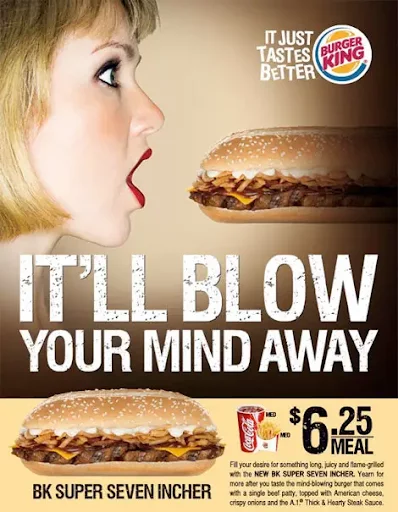 IT JUST
TASTES
BETTER
BURGER
KING
IT'LL BLOW
YOUR MIND AWAY
BK SUPER SEVEN INCHER
Coca-Cola
MED
MED
$6.25
MEAL
Fill your desire for something long, juicy and flame-grilled
with the NEW BK SUPER SEVEN INCHER. Yearn for
more after you taste the mind-blowing burger that comes
with a single beef patty, topped with American cheese,
crispy onions and the A.1.® Thick & Hearty Steak Sauce.